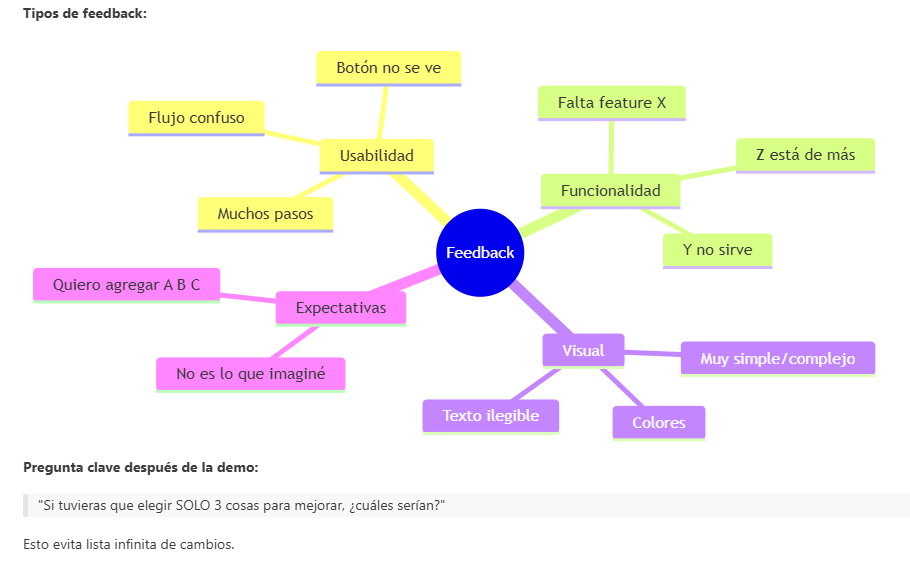 Tipos de feedback:
Botón no se ve
Flujo confuso
Usabilidad
Muchos pasos
Falta feature X
Z está de más
Funcionalidad
Y no sirve
Feedback
Quiero agregar A B C
Expectativas
No es lo que imaginé
Visual
Muy simple/complejo
Texto ilegible
Colores
Pregunta clave después de la demo:
"Si tuvieras que elegir SOLO 3 cosas para mejorar, ¿cuáles serían?"
Esto evita lista infinita de cambios.